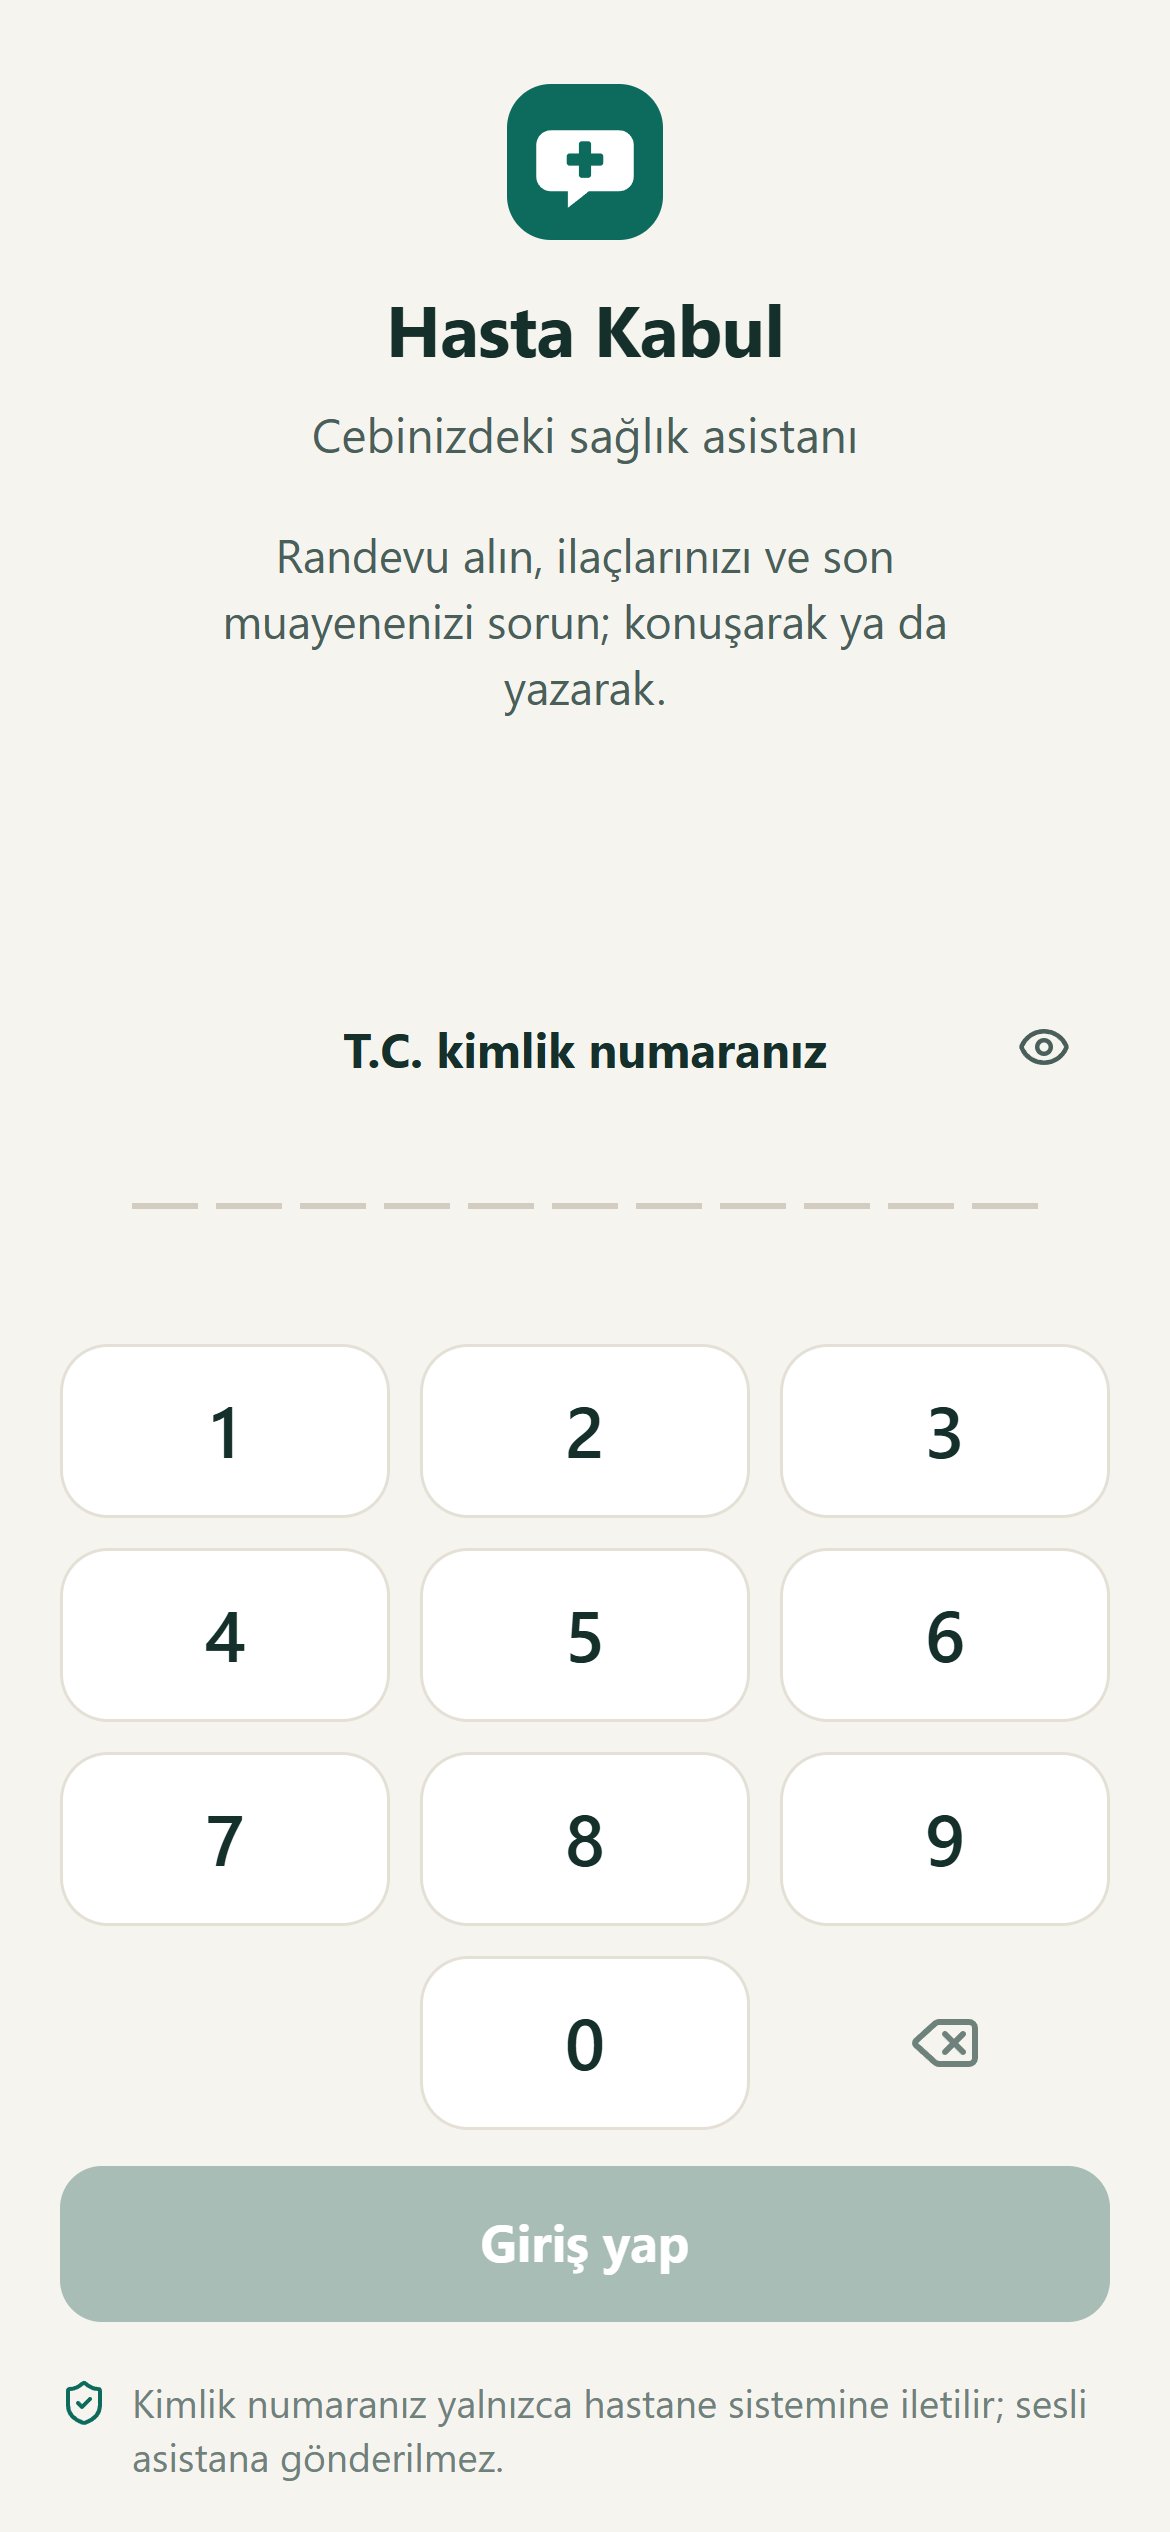 Hasta Kabul
Cebinizdeki sağlık asistanı
Randevu alın, ilaçlarınızı ve son
muayenenizi sorun; konuşarak ya da
yazarak.
T.C. kimlik numaranız
1 2 3
4 5 6
7 8 9
0
Giriş yap
Kimlik numaranız yalnızca hastane sistemine iletilir; sesli
asistana gönderilmez.